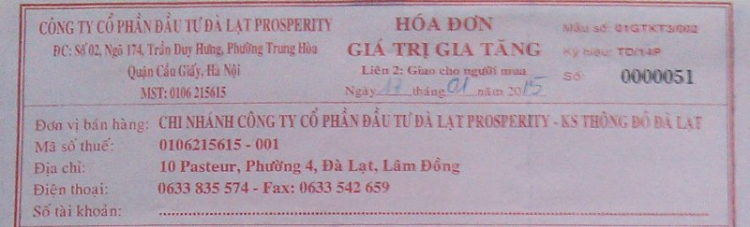 CÔNG TY CỔ PHẦN ĐẦU TƯ ĐÀ LẠT PROSPERITY
ĐC: Số 02, Ngõ 174, Trần Duy Hưng, Phường Trung Hòa
Quận Cầu Giấy, Hà Nội
MST: 0106 215615
HÓA ĐƠN
GIÁ TRỊ GIA TĂNG
Liên 2: Giao cho người mua
Ngày 17 tháng 01 năm 2015
Mẫu số: 01GTKT3/002
Ký hiệu: TD/14P
Số: 0000051
Đơn vị bán hàng: CHI NHÁNH CÔNG TY CỔ PHẦN ĐẦU TƯ ĐÀ LẠT PROSPERITY - KS THÔNG ĐỎ ĐÀ LẠT
Mã số thuế: 0106215615 - 001
Địa chỉ: 10 Pasteur, Phường 4, Đà Lạt, Lâm Đồng
Điện thoại: 0633 835 574 - Fax: 0633 542 659
Số tài khoản: